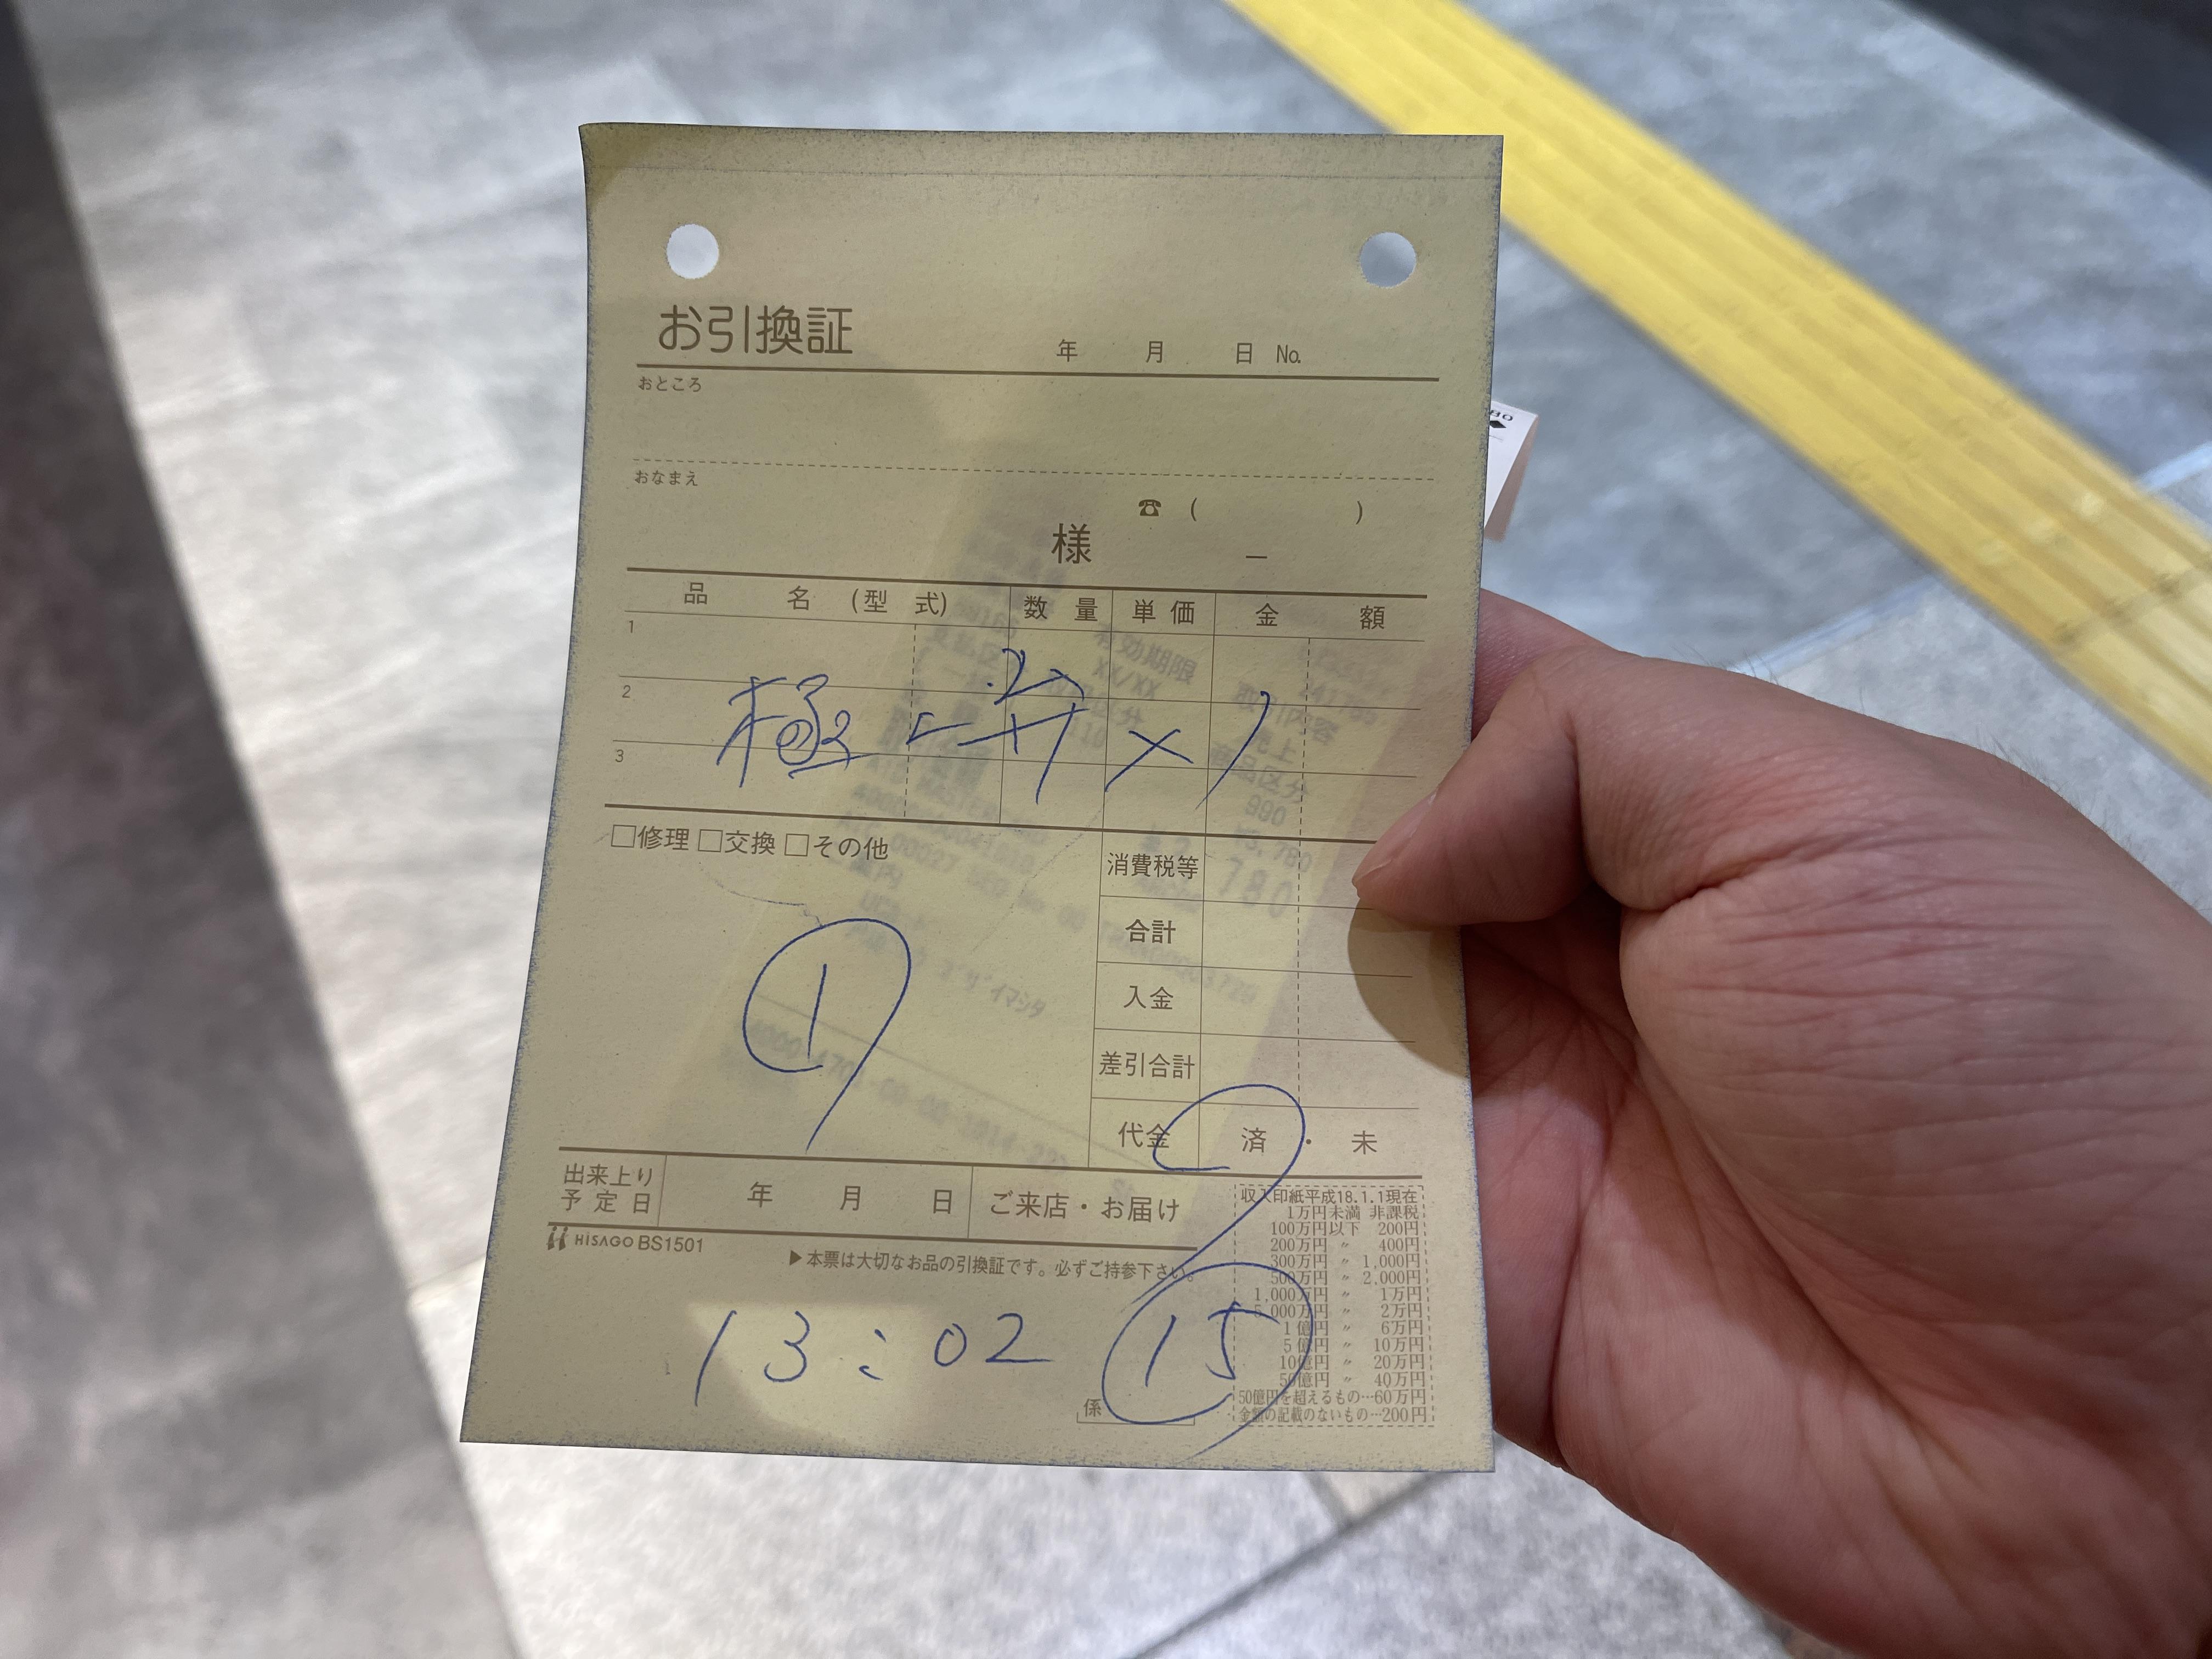 お引換証 年 月 日 No.
おところ
おなまえ
☎ ( )
様 －
品 名 (型 式) 数 量 単 価 金 額
1
2
3
極 × 1
□修理 □交換 □その他
消費税等
合計
入金
差引合計
代金 済 ・ 未
①
出来上り
予定日 年 月 日 ご来店・お届け
HISAGO BS1501
▶本票は大切なお品の引換証です。必ずご持参下さい。
収入印紙平成18.1.1現在
1万円未満 非課税
100万円以下 200円
200万円 〃 400円
300万円 〃 1,000円
500万円 〃 2,000円
1,000万円 〃 1万円
5,000万円 〃 2万円
1億円 〃 6万円
5億円 〃 10万円
10億円 〃 20万円
50億円 〃 40万円
50億円を超えるもの…60万円
金額の記載のないもの…200円
13:02 ⑮
係